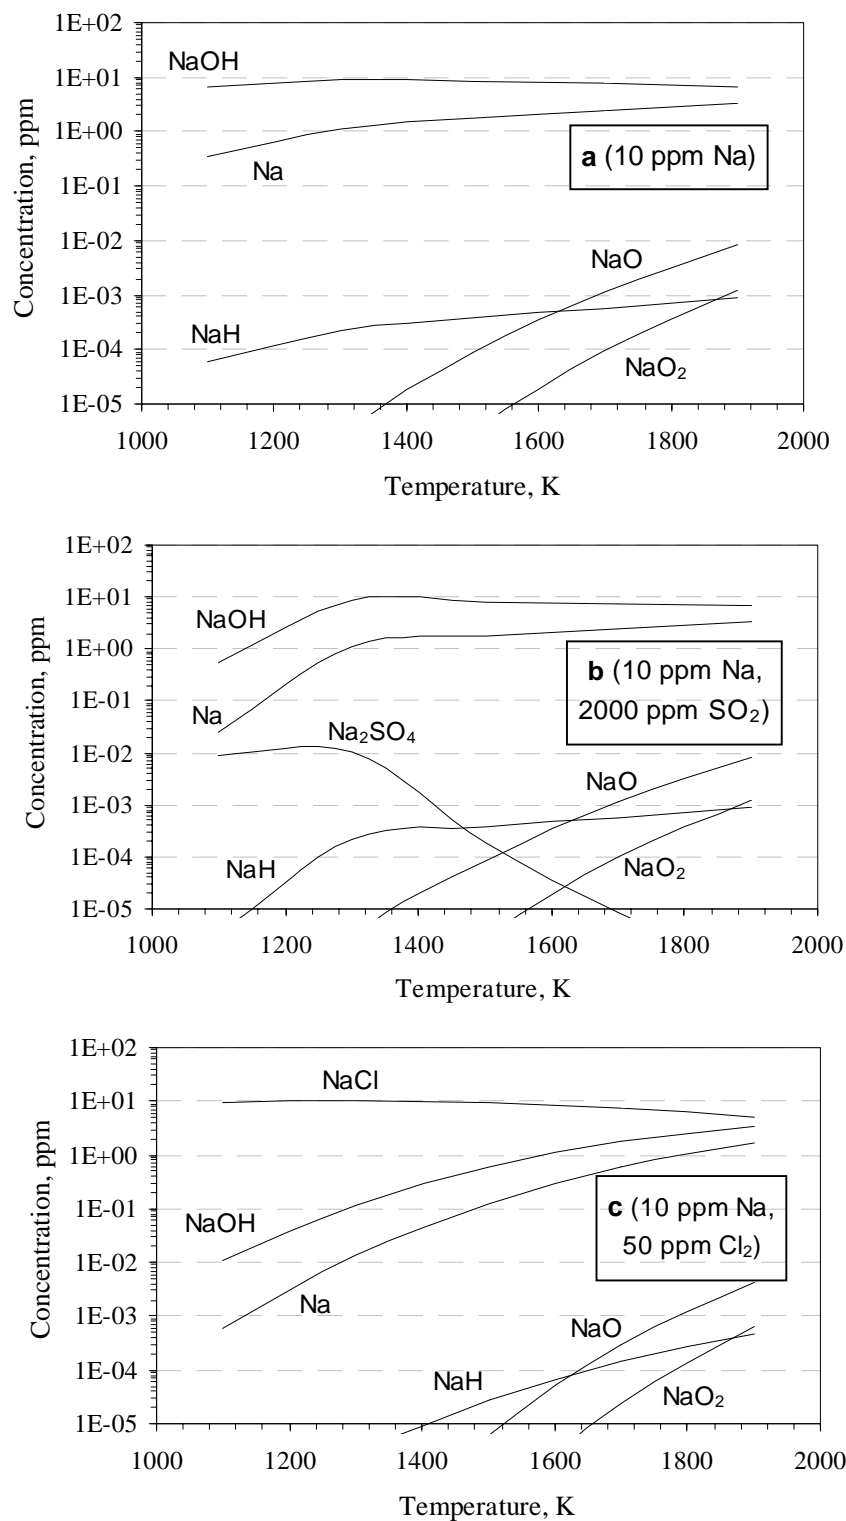 1E+02
NaOH
1E+01
1E+00
a (10 ppm Na)
Na
1E-01
1E-02
NaO
1E-03
NaH
1E-04
NaO₂
1E-05
Concentration, ppm
1000 1200 1400 1600 1800 2000
Temperature, K
1E+02
1E+01
NaOH
1E+00
b (10 ppm Na,
2000 ppm SO₂)
1E-01
Na
Na₂SO₄
1E-02
NaO
1E-03
NaH
1E-04
NaO₂
1E-05
Concentration, ppm
1000 1200 1400 1600 1800 2000
Temperature, K
1E+02
NaCl
1E+01
1E+00
1E-01
c (10 ppm Na,
50 ppm Cl₂)
NaOH
1E-02
Na
1E-03
NaO
1E-04
NaH
NaO₂
1E-05
Concentration, ppm
1000 1200 1400 1600 1800 2000
Temperature, K